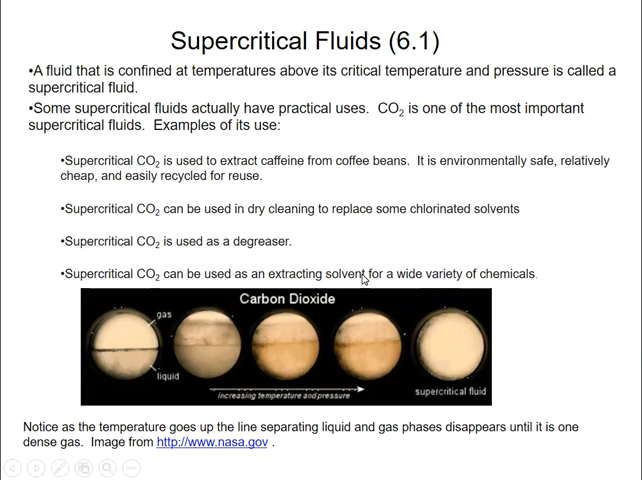 Supercritical Fluids (6.1)
•A fluid that is confined at temperatures above its critical temperature and pressure is called a
supercritical fluid.
•Some supercritical fluids actually have practical uses.  CO₂ is one of the most important
supercritical fluids.  Examples of its use:
•Supercritical CO₂ is used to extract caffeine from coffee beans.  It is environmentally safe, relatively
cheap, and easily recycled for reuse.
•Supercritical CO₂ can be used in dry cleaning to replace some chlorinated solvents
•Supercritical CO₂ is used as a degreaser.
•Supercritical CO₂ can be used as an extracting solvent for a wide variety of chemicals.
Carbon Dioxide
gas
liquid
increasing temperature and pressure
supercritical fluid
Notice as the temperature goes up the line separating liquid and gas phases disappears until it is one
dense gas.  Image from http://www.nasa.gov .